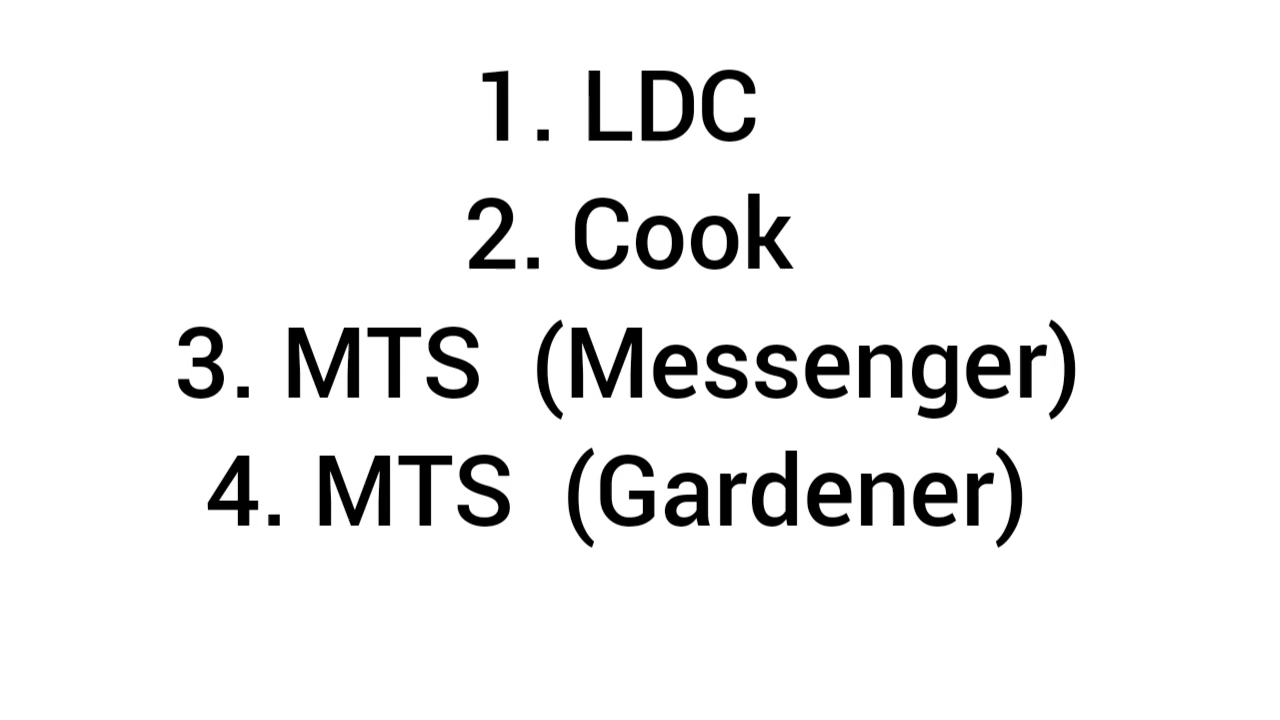 1. LDC
2. Cook
3. MTS (Messenger)
4. MTS (Gardener)